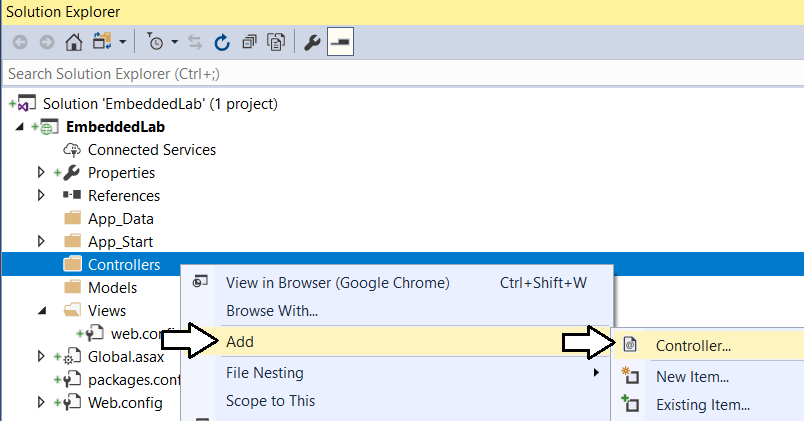 Solution Explorer
Search Solution Explorer (Ctrl+;)
Solution 'EmbeddedLab' (1 project)
EmbeddedLab
Connected Services
Properties
References
App_Data
App_Start
Controllers
View in Browser (Google Chrome) Ctrl+Shift+W
Models
Browse With...
Views
web.confi
Add
Controller...
Global.asax
File Nesting
New Item...
packages.conf
Web.config
Scope to This
Existing Item...